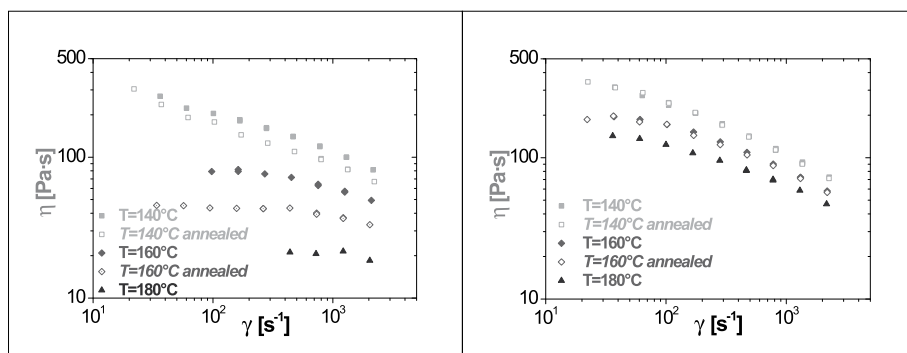 500
100
10
η [Pa·s]
T=140°C
T=140°C annealed
T=160°C
T=160°C annealed
T=180°C
10¹ 10² 10³
γ [s⁻¹]
500
100
10
η [Pa·s]
T=140°C
T=140°C annealed
T=160°C
T=160°C annealed
T=180°C
10¹ 10² 10³
γ [s⁻¹]